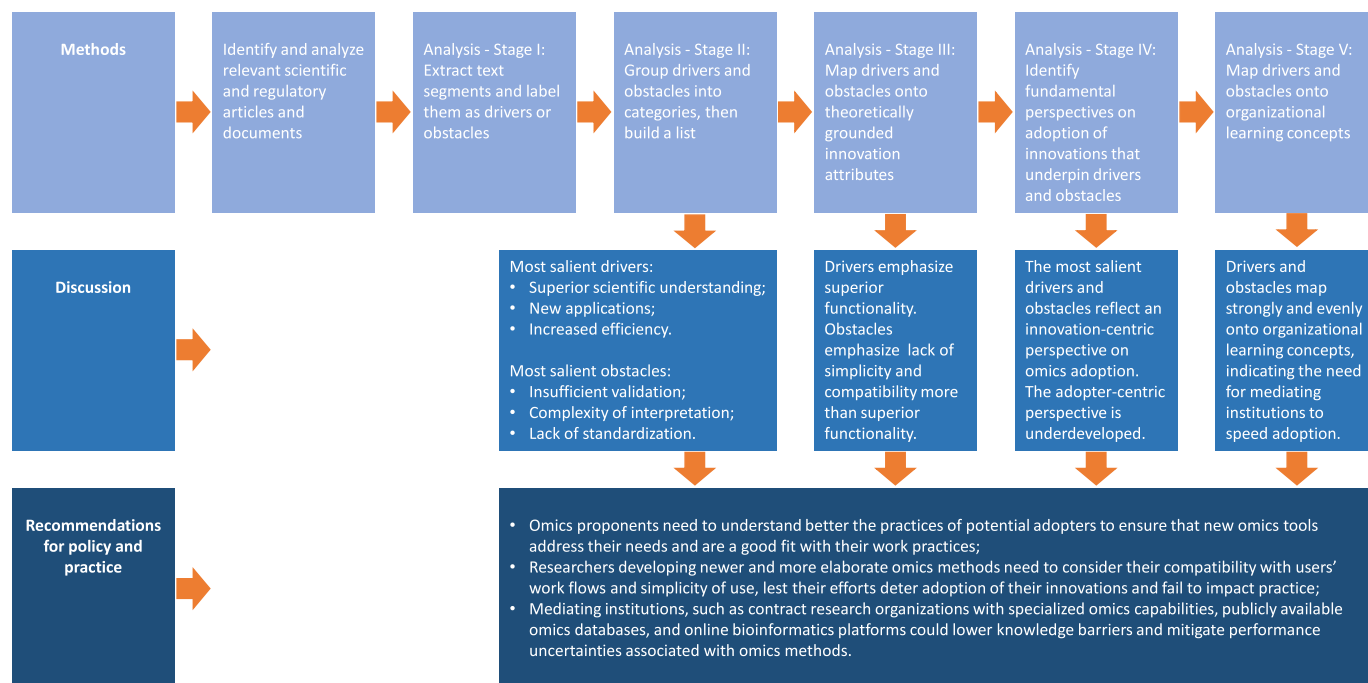 Methods
Identify and analyze
relevant scientific
and regulatory
articles and
documents
Analysis - Stage I:
Extract text
segments and label
them as drivers or
obstacles
Analysis - Stage II:
Group drivers and
obstacles into
categories, then
build a list
Analysis - Stage III:
Map drivers and
obstacles onto
theoretically
grounded
innovation
attributes
Analysis - Stage IV:
Identify
fundamental
perspectives on
adoption of
innovations that
underpin drivers
and obstacles
Analysis - Stage V:
Map drivers and
obstacles onto
organizational
learning concepts
Discussion
Most salient drivers:
• Superior scientific understanding;
• New applications;
• Increased efficiency.
Most salient obstacles:
• Insufficient validation;
• Complexity of interpretation;
• Lack of standardization.
Drivers emphasize
superior
functionality.
Obstacles
emphasize lack of
simplicity and
compatibility more
than superior
functionality.
The most salient
drivers and
obstacles reflect an
innovation-centric
perspective on
omics adoption.
The adopter-centric
perspective is
underdeveloped.
Drivers and
obstacles map
strongly and evenly
onto organizational
learning concepts,
indicating the need
for mediating
institutions to
speed adoption.
Recommendations
for policy and
practice
• Omics proponents need to understand better the practices of potential adopters to ensure that new omics tools
address their needs and are a good fit with their work practices;
• Researchers developing newer and more elaborate omics methods need to consider their compatibility with users’
work flows and simplicity of use, lest their efforts deter adoption of their innovations and fail to impact practice;
• Mediating institutions, such as contract research organizations with specialized omics capabilities, publicly available
omics databases, and online bioinformatics platforms could lower knowledge barriers and mitigate performance
uncertainties associated with omics methods.